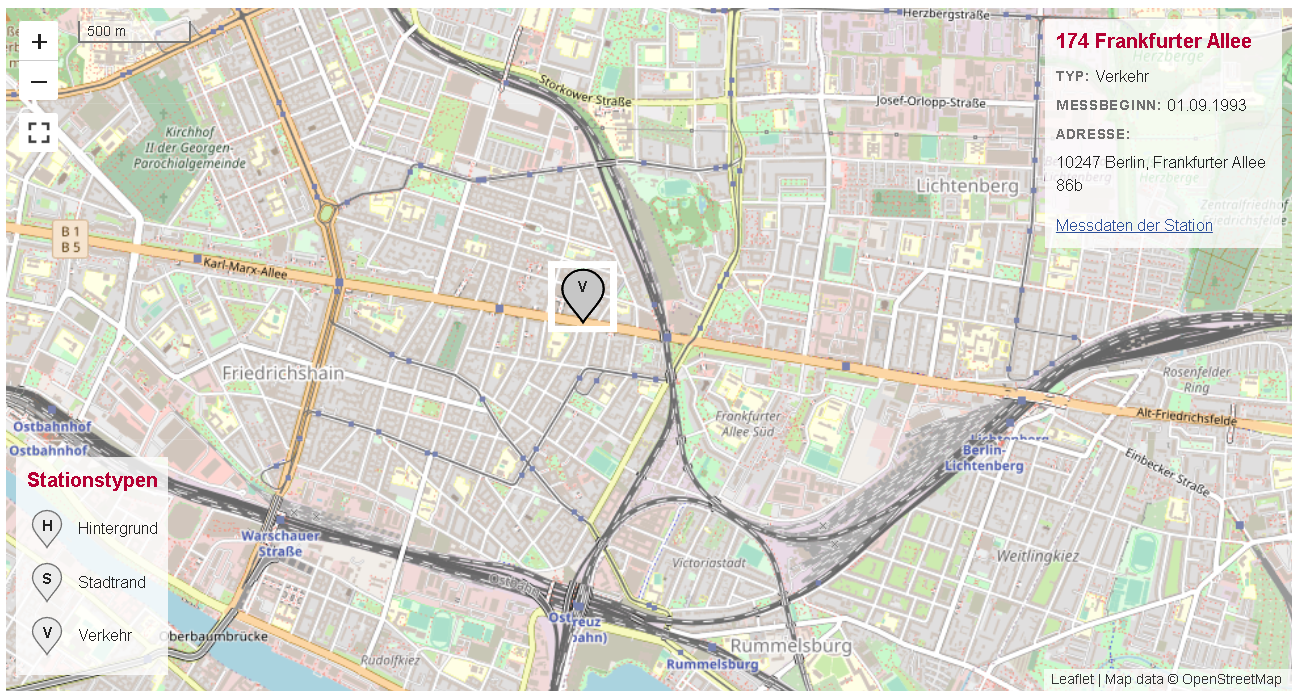 +
−
500 m
Herzbergstraße
174 Frankfurter Allee
TYP: Verkehr
MESSBEGINN: 01.09.1993
ADRESSE:
10247 Berlin, Frankfurter Allee
86b
Messdaten der Station
Storkower Straße
Josef-Orlopp-Straße
Kirchhof
II der Georgen-
Parochialgemeinde
Lichtenberg
B 1
B 5
Karl-Marx-Allee
V
Friedrichshain
Rosenfelder
Ring
Frankfurter
Allee Süd
Alt-Friedrichsfelde
Ostbahnhof
Ostbahnhof
Lichtenberg
Berlin-
Lichtenberg
Einbecker Straße
Stationstypen
H Hintergrund
S Stadtrand
V Verkehr
Warschauer
Straße
Victoriastadt
Weitlingkiez
Ostkreuz
Oberbaumbrücke
Rudolfkiez
Rummelsburg
Rummelsburg
Leaflet | Map data © OpenStreetMap